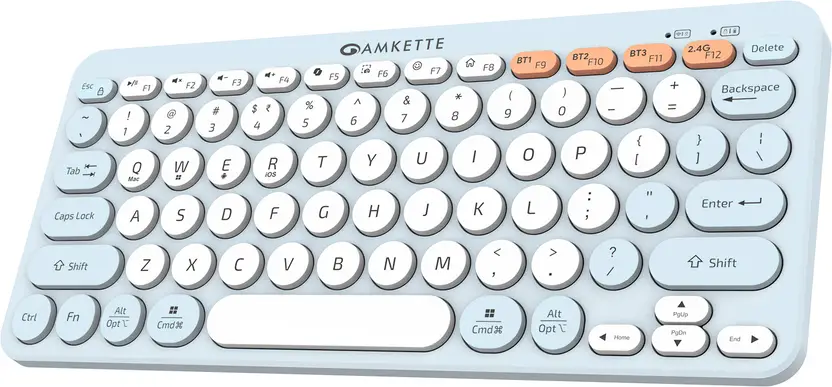 AMKETTE
Esc F1 F2 F3 F4 F5 F6 F7 F8 BT1 F9 BT2 F10 BT3 F11 2.4G F12 Delete
~ ` ! 1 @ 2 # 3 $ ₹ 4 % 5 ^ 6 & 7 * 8 ( 9 ) 0 — - + = Backspace
Tab Q Mac W E R iOS T Y U I O P { [ } ] ¦ \
Caps Lock A S D F G H J K L : ; " , Enter
Shift Z X C V B N M < , > . ? / Shift
Ctrl Fn Alt Opt ⌥ Cmd ⌘ Cmd ⌘ Alt Opt ⌥ Home PgUp PgDn End